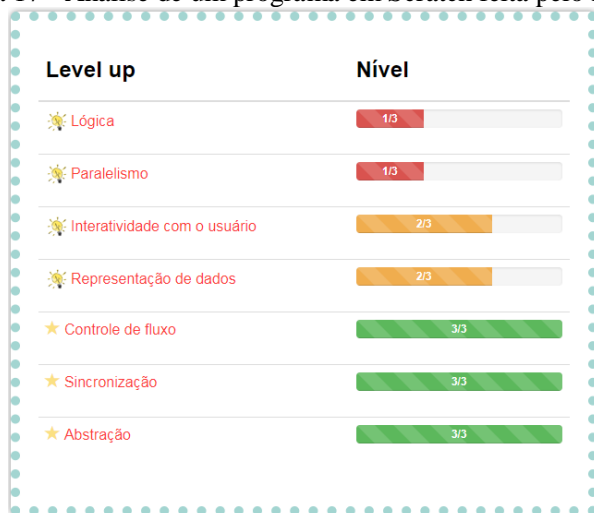 Análise de um programa em Scratch feita pelo
Level up Nível
Lógica 1/3
Paralelismo 1/3
Interatividade com o usuário 2/3
Representação de dados 2/3
Controle de fluxo 3/3
Sincronização 3/3
Abstração 3/3